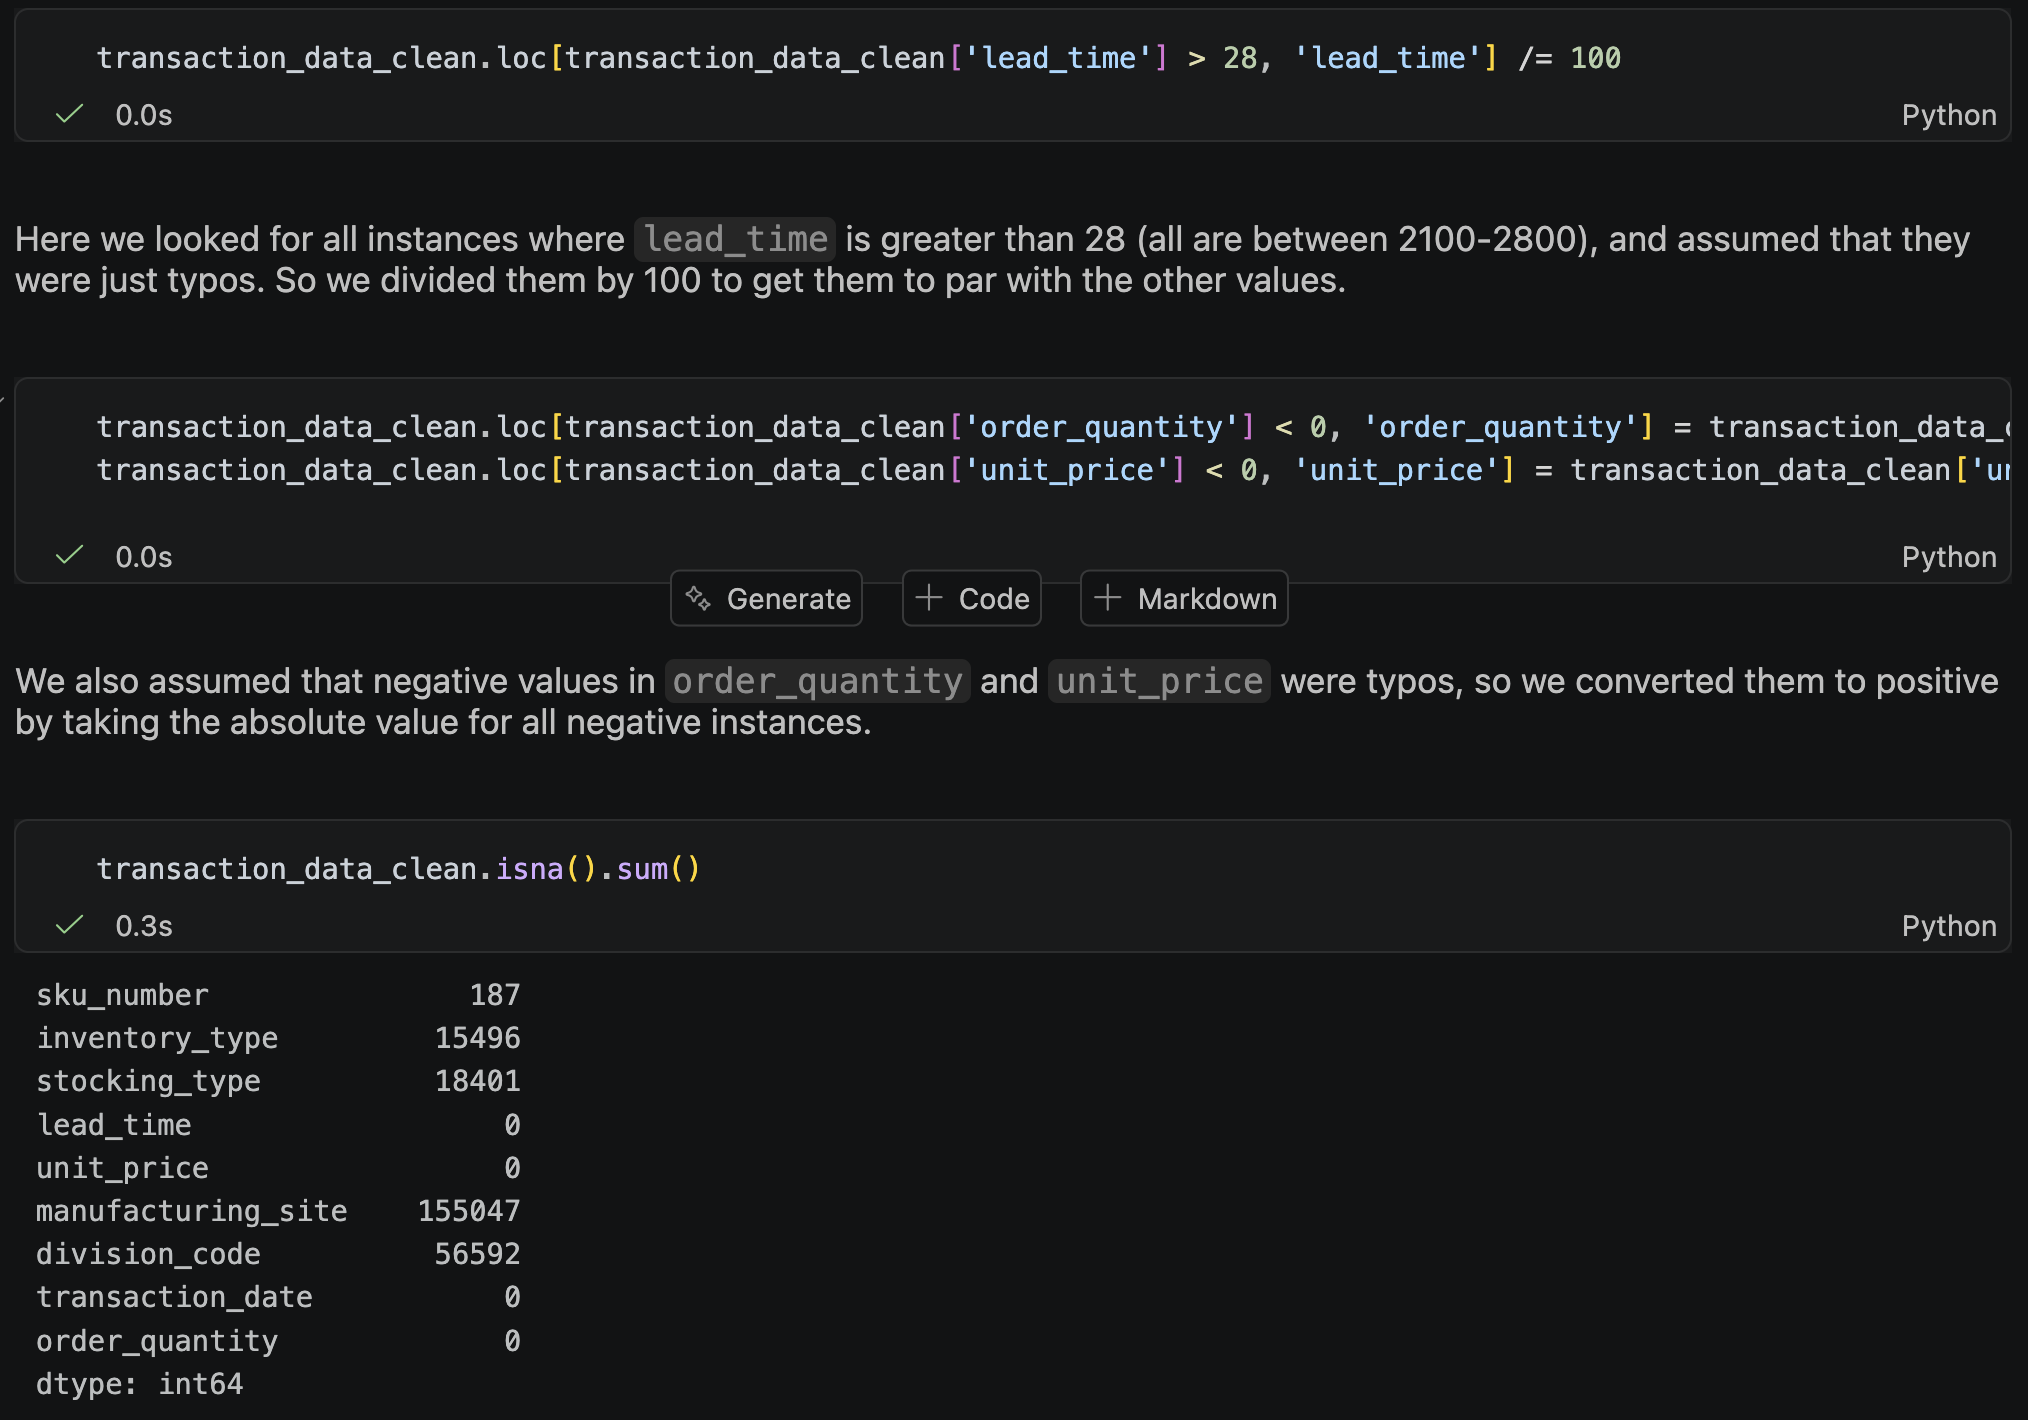 transaction_data_clean.loc[transaction_data_clean['lead_time'] > 28, 'lead_time'] /= 100
0.0s
Python
Here we looked for all instances where lead_time is greater than 28 (all are between 2100-2800), and assumed that they
were just typos. So we divided them by 100 to get them to par with the other values.
transaction_data_clean.loc[transaction_data_clean['order_quantity'] < 0, 'order_quantity'] = transaction_data_
transaction_data_clean.loc[transaction_data_clean['unit_price'] < 0, 'unit_price'] = transaction_data_clean['u
0.0s
Python
Generate
+ Code
+ Markdown
We also assumed that negative values in order_quantity and unit_price were typos, so we converted them to positive
by taking the absolute value for all negative instances.
transaction_data_clean.isna().sum()
0.3s
Python
sku_number 187
inventory_type 15496
stocking_type 18401
lead_time 0
unit_price 0
manufacturing_site 155047
division_code 56592
transaction_date 0
order_quantity 0
dtype: int64